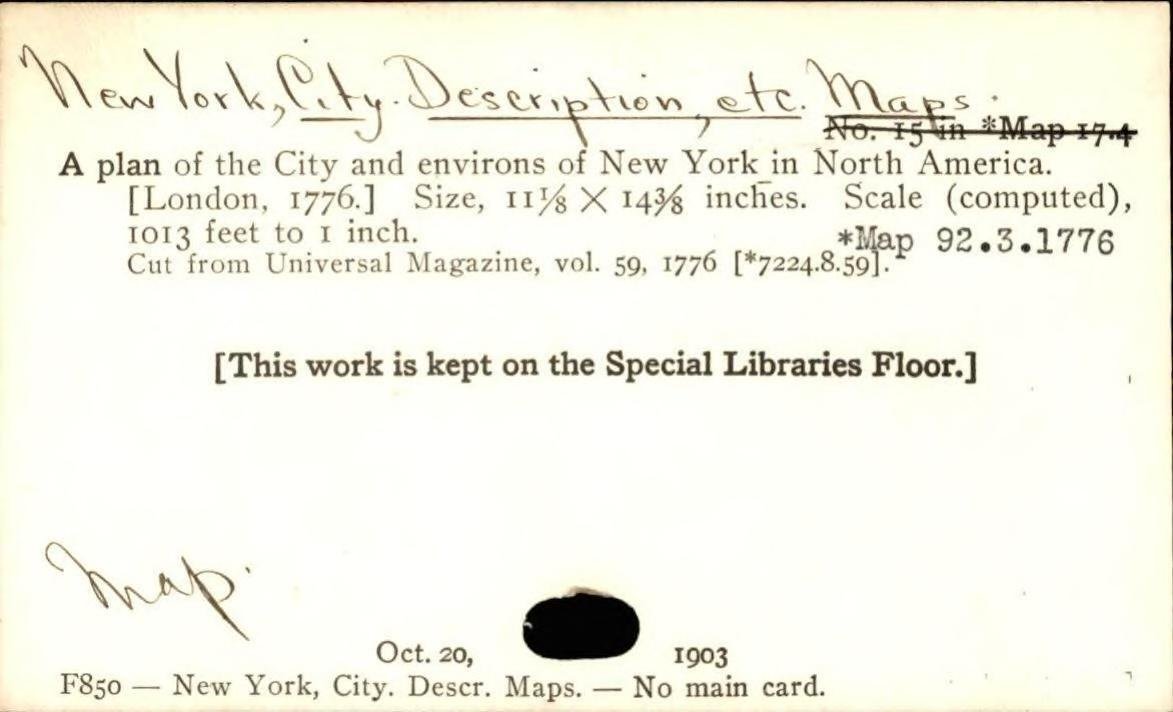 New York, City. Description, etc. Maps.
No. 15 in *Map 17.4
A plan of the City and environs of New York in North America.
[London, 1776.] Size, 11⅛ X 14⅜ inches. Scale (computed),
1013 feet to 1 inch.
*Map 92.3.1776
Cut from Universal Magazine, vol. 59, 1776 [*7224.8.59].
[This work is kept on the Special Libraries Floor.]
Map.
Oct. 20, 1903
F850 — New York, City. Descr. Maps. — No main card.